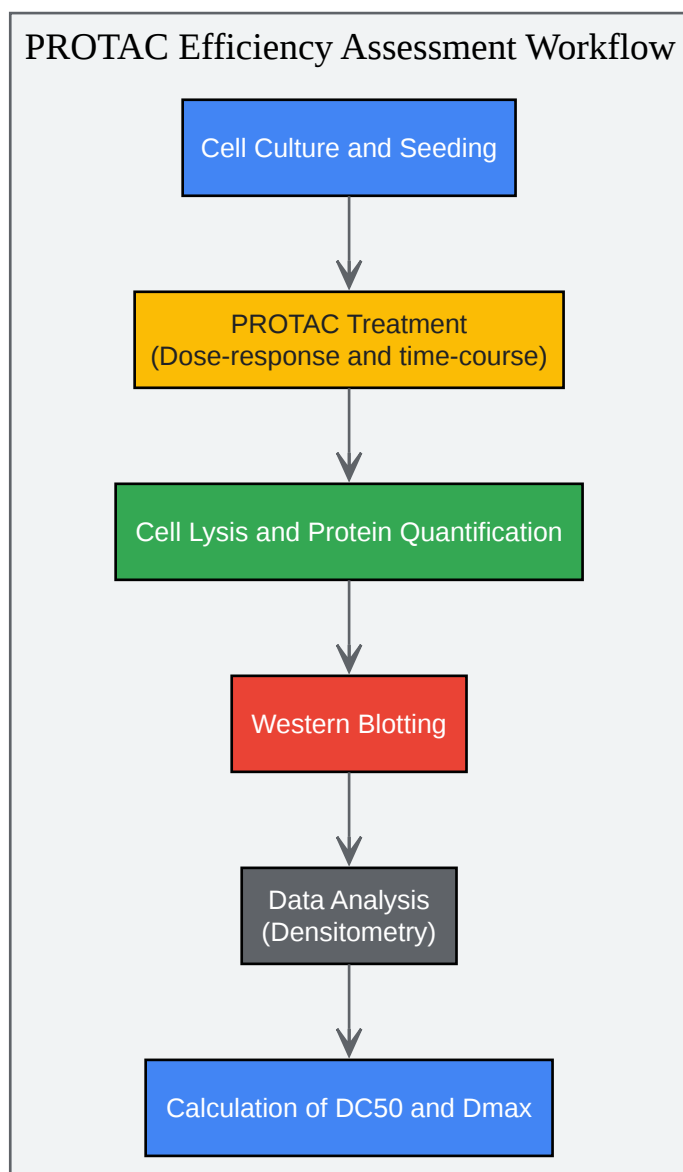 PROTAC Efficiency Assessment Workflow
Cell Culture and Seeding
PROTAC Treatment
(Dose-response and time-course)
Cell Lysis and Protein Quantification
Western Blotting
Data Analysis
(Densitometry)
Calculation of DC50 and Dmax